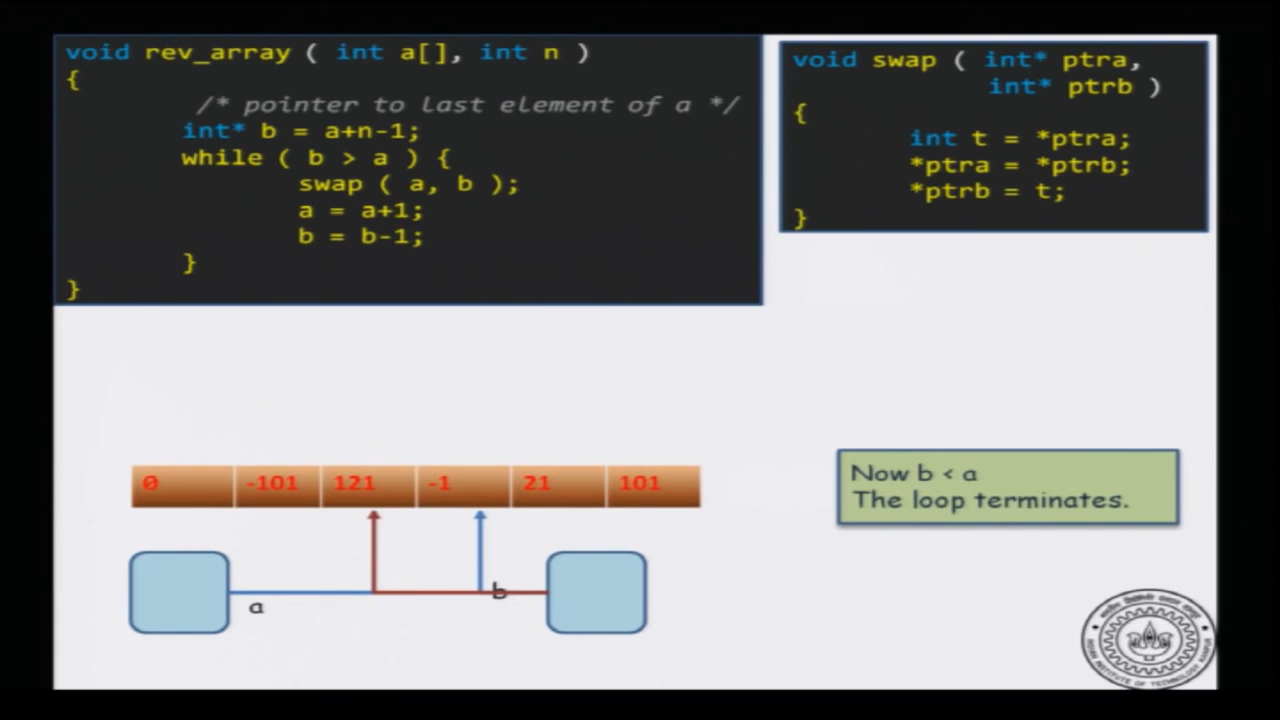 void rev_array ( int a[], int n )
{
/* pointer to last element of a */
int* b = a+n-1;
while ( b > a ) {
swap ( a, b );
a = a+1;
b = b-1;
}
}
void swap ( int* ptra,
int* ptrb )
{
int t = *ptra;
*ptra = *ptrb;
*ptrb = t;
}
0 -101 121 -1 21 101
Now b < a
The loop terminates.
b
a